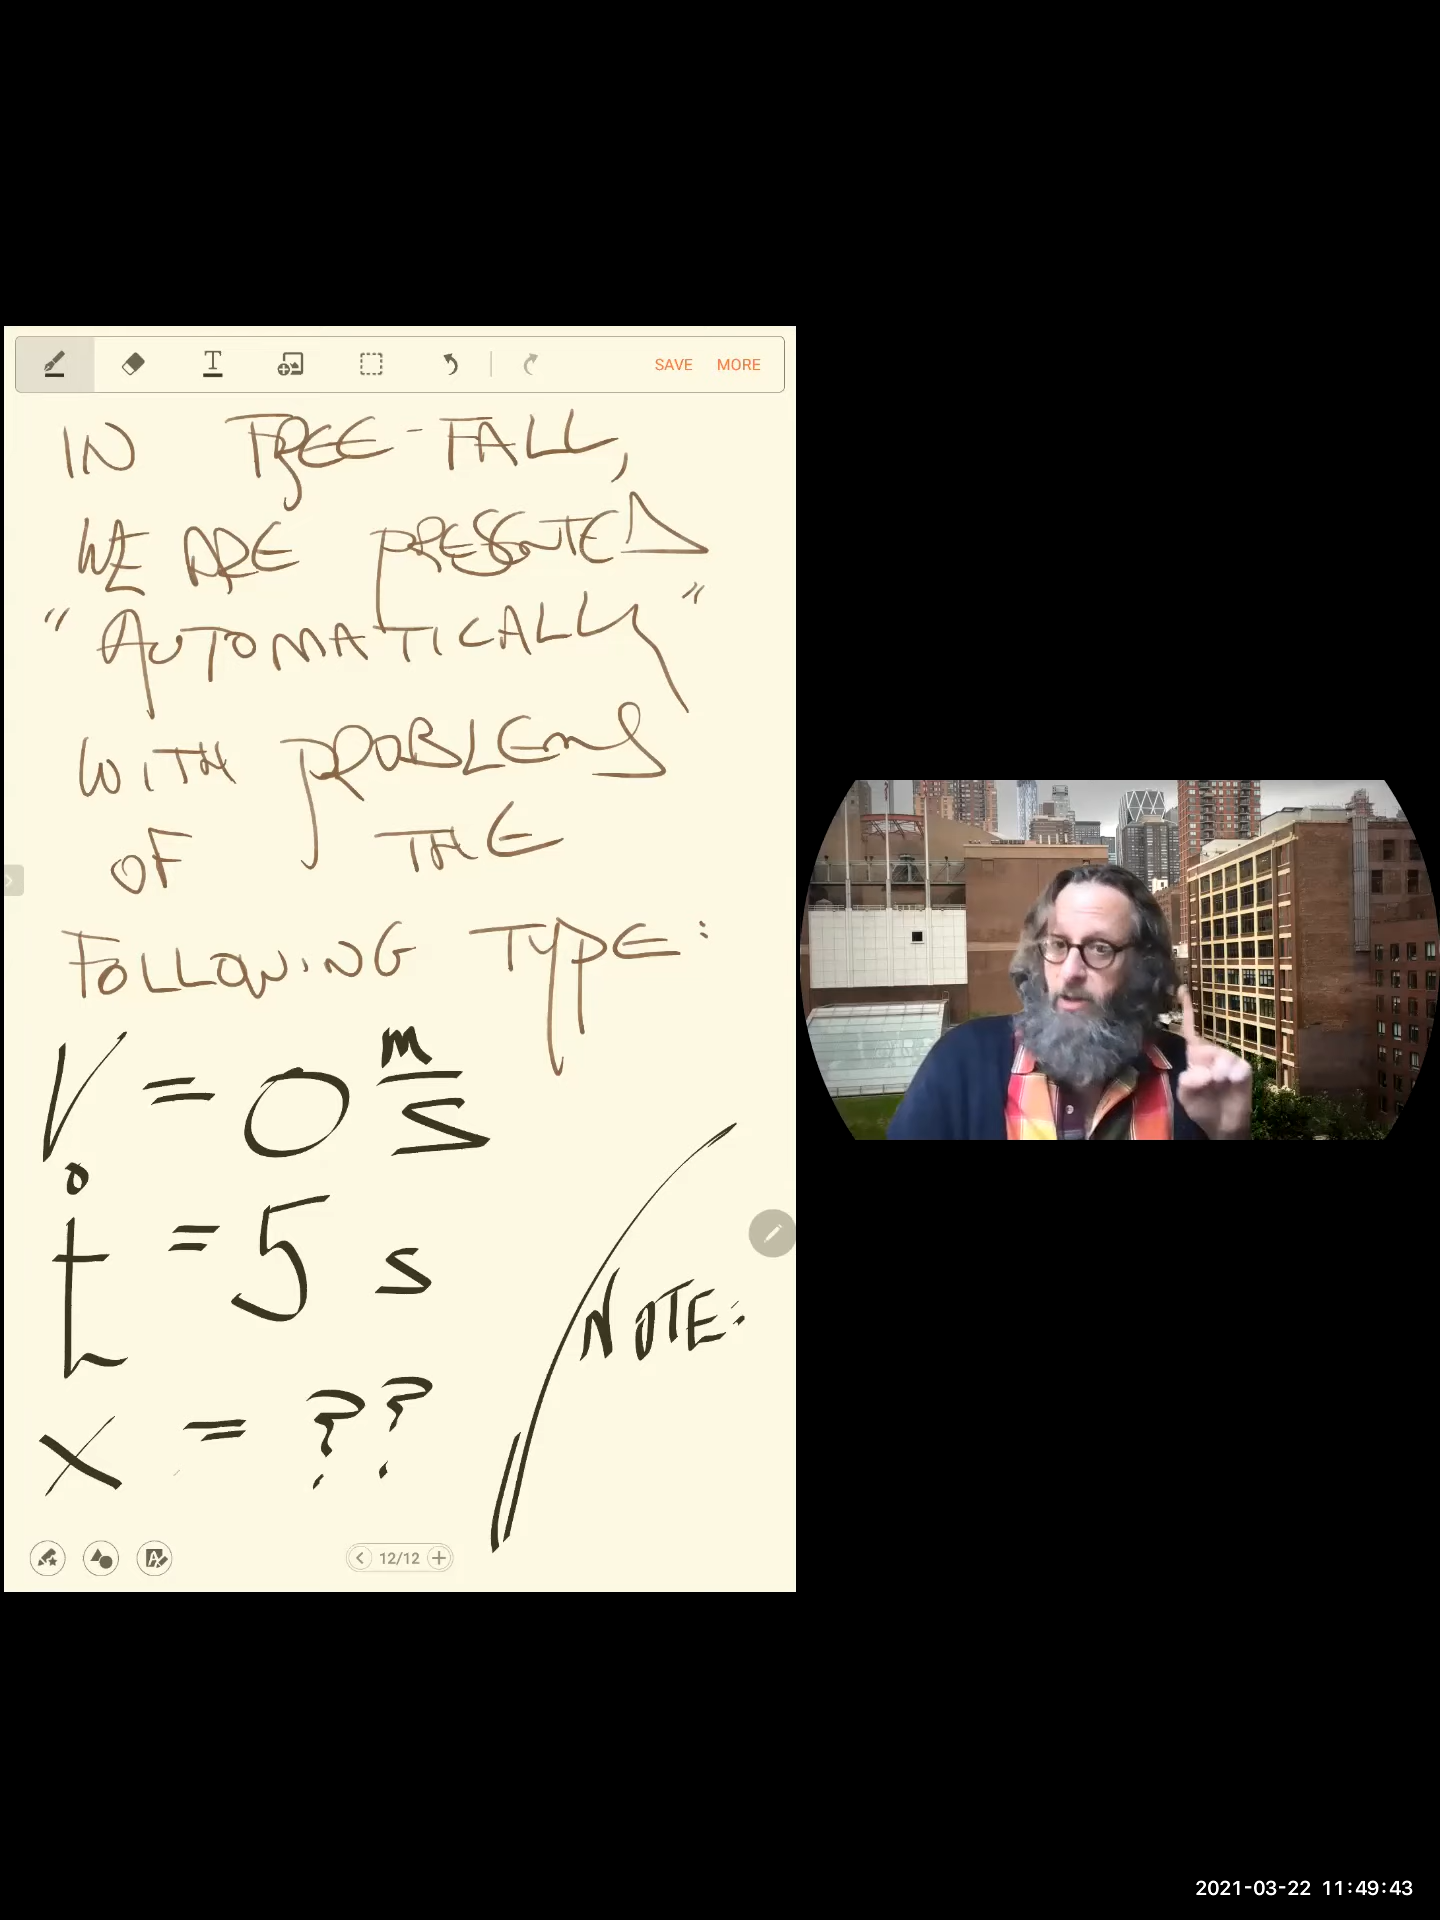 T
SAVE MORE
IN FREE-FALL,
WE ARE PRESENTED
"AUTOMATICALLY"
WITH PROBLEMS
OF THE
FOLLOWING TYPE:
V₀ = 0 m/s
t = 5 s
NOTE:
x = ??
A
12/12
2021-03-22 11:49:43